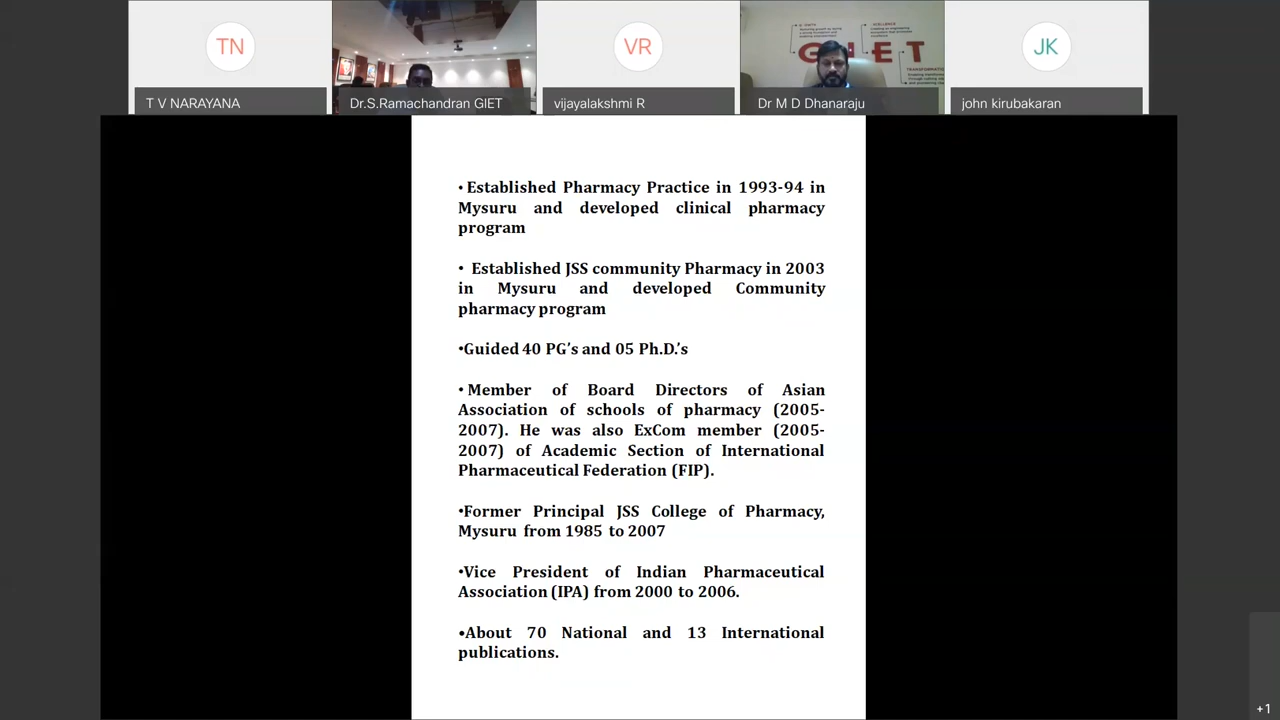 TN
VR
JK
T V NARAYANA
Dr.S.Ramachandran GIET
vijayalakshmi R
Dr M D Dhanaraju
john kirubakaran
• Established Pharmacy Practice in 1993-94 in
Mysuru and developed clinical pharmacy
program
• Established JSS community Pharmacy in 2003
in Mysuru and developed Community
pharmacy program
•Guided 40 PG's and 05 Ph.D.'s
• Member of Board Directors of Asian
Association of schools of pharmacy (2005-
2007). He was also ExCom member (2005-
2007) of Academic Section of International
Pharmaceutical Federation (FIP).
•Former Principal JSS College of Pharmacy,
Mysuru from 1985 to 2007
•Vice President of Indian Pharmaceutical
Association (IPA) from 2000 to 2006.
•About 70 National and 13 International
publications.
+1